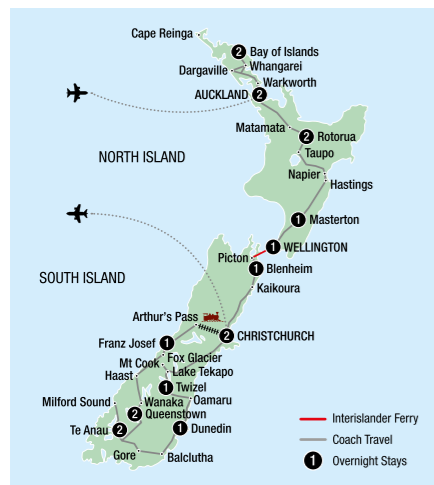 Cape Reinga
2 Bay of Islands
Whangarei
Dargaville
Warkworth
AUCKLAND 2
Matamata
2 Rotorua
Taupo
NORTH ISLAND
Napier
Hastings
1 Masterton
1 WELLINGTON
Picton
1 Blenheim
SOUTH ISLAND
Kaikoura
Arthur's Pass
2 CHRISTCHURCH
Franz Josef 1
Fox Glacier
Mt Cook
Lake Tekapo
Haast
1 Twizel
Milford Sound
Wanaka
Oamaru
2 Queenstown
Te Anau 2
1 Dunedin
Gore
Balclutha
Interislander Ferry
Coach Travel
1 Overnight Stays